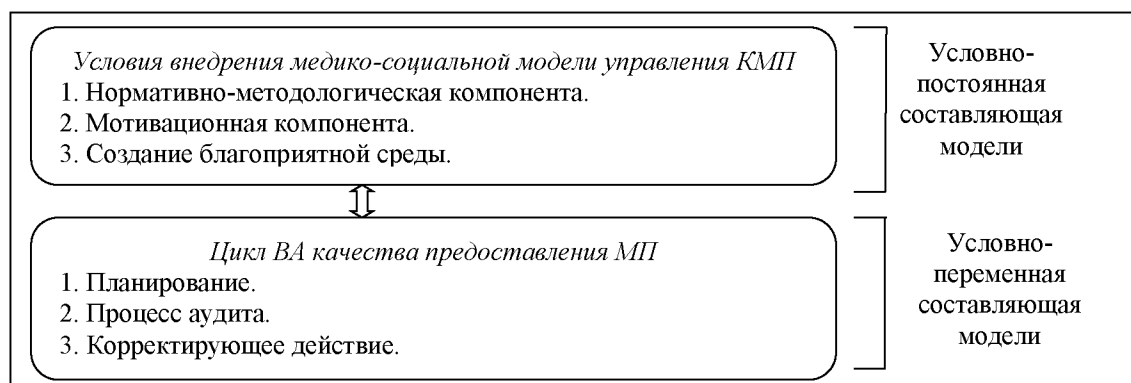 Условия внедрения медико-социальной модели управления КМП
1. Нормативно-методологическая компонента.
2. Мотивационная компонента.
3. Создание благоприятной среды.
Условно-
постоянная
составляющая
модели
Цикл ВА качества предоставления МП
1. Планирование.
2. Процесс аудита.
3. Корректирующее действие.
Условно-
переменная
составляющая
модели